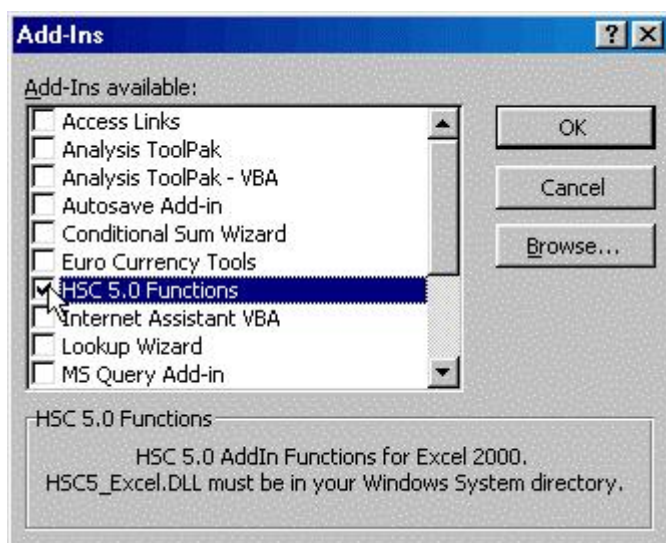 Add-Ins
Add-Ins available:
Access Links
OK
Analysis ToolPak
Analysis ToolPak - VBA
Cancel
Autosave Add-in
Conditional Sum Wizard
Browse...
Euro Currency Tools
HSC 5.0 Functions
Internet Assistant VBA
Lookup Wizard
MS Query Add-in
HSC 5.0 Functions
HSC 5.0 AddIn Functions for Excel 2000.
HSC5_Excel.DLL must be in your Windows System directory.